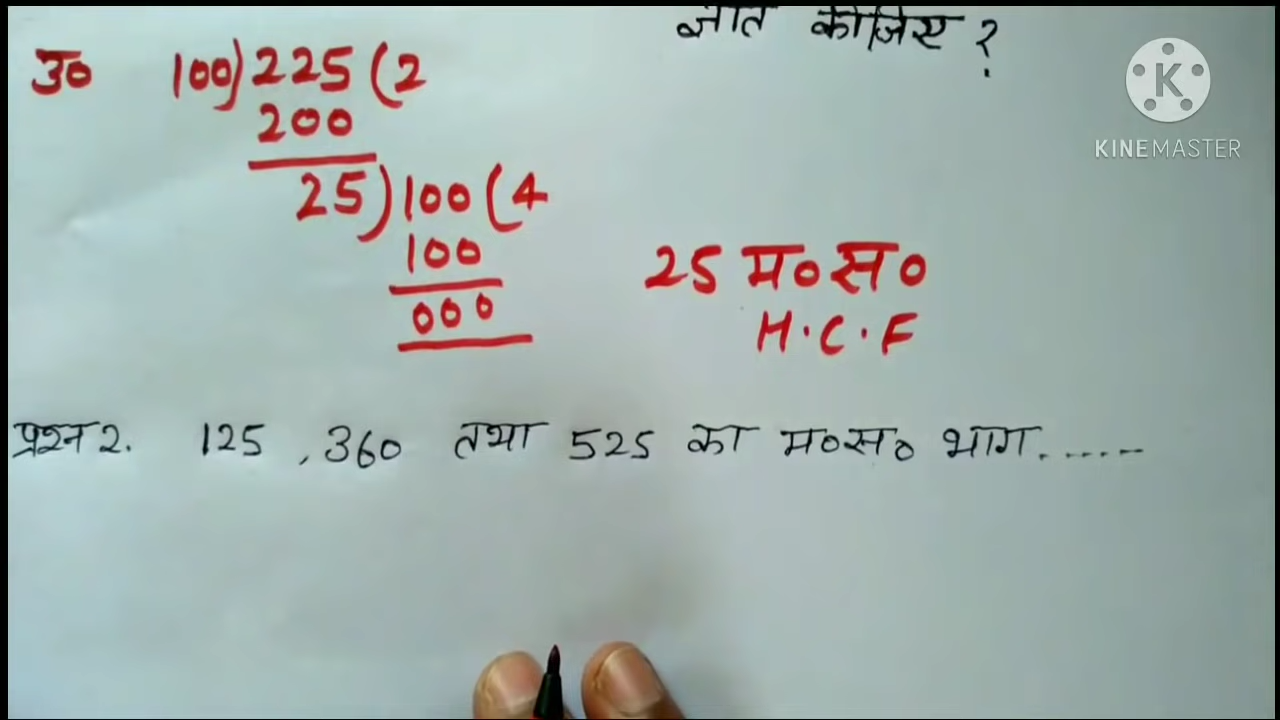 ज्ञात कीजिए ?
उ० 100) 225 (2
200
25) 100 (4
100
000
25 म०स०
H.C.F
K
KINEMASTER
प्रश्न 2. 125 , 360 तथा 525 का म०स० भाग......